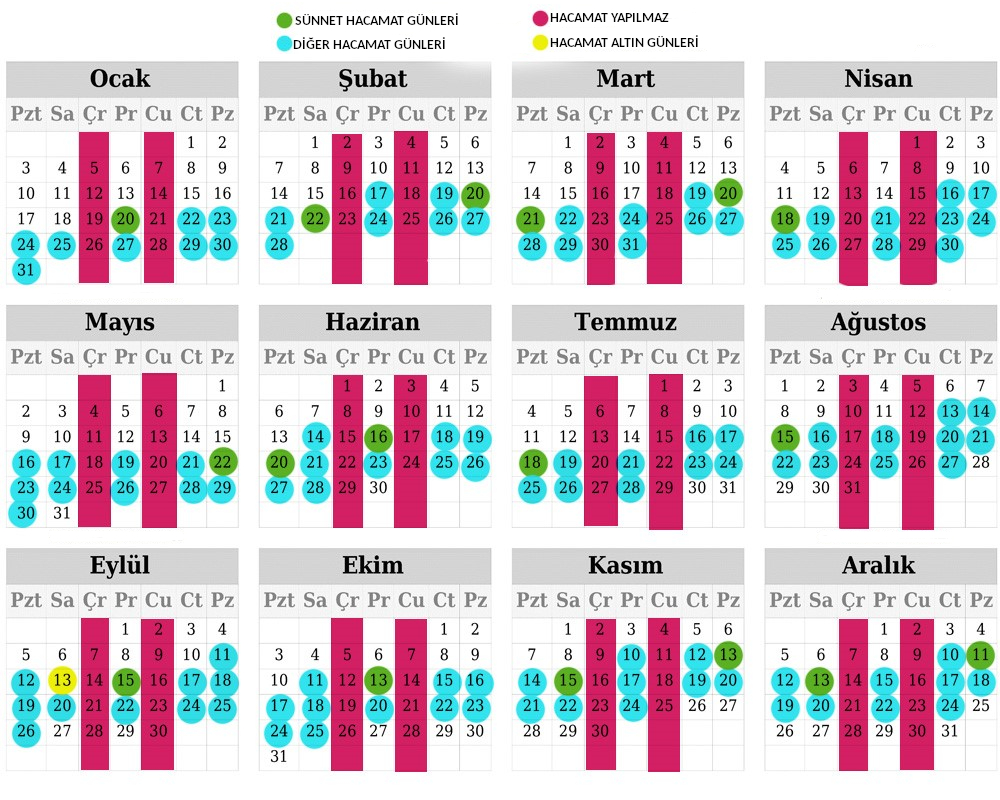 SÜNNET HACAMAT GÜNLERİ HACAMAT YAPILMAZ
DİĞER HACAMAT GÜNLERİ HACAMAT ALTIN GÜNLERİ
Ocak
Pzt Sa Çr Pr Cu Ct Pz
1 2
3 4 5 6 7 8 9
10 11 12 13 14 15 16
17 18 19 20 21 22 23
24 25 26 27 28 29 30
31
Şubat
Pzt Sa Çr Pr Cu Ct Pz
1 2 3 4 5 6
7 8 9 10 11 12 13
14 15 16 17 18 19 20
21 22 23 24 25 26 27
28
Mart
Pzt Sa Çr Pr Cu Ct Pz
1 2 3 4 5 6
7 8 9 10 11 12 13
14 15 16 17 18 19 20
21 22 23 24 25 26 27
28 29 30 31
Nisan
Pzt Sa Çr Pr Cu Ct Pz
1 2 3
4 5 6 7 8 9 10
11 12 13 14 15 16 17
18 19 20 21 22 23 24
25 26 27 28 29 30
Mayıs
Pzt Sa Çr Pr Cu Ct Pz
1
2 3 4 5 6 7 8
9 10 11 12 13 14 15
16 17 18 19 20 21 22
23 24 25 26 27 28 29
30 31
Haziran
Pzt Sa Çr Pr Cu Ct Pz
1 2 3 4 5
6 7 8 9 10 11 12
13 14 15 16 17 18 19
20 21 22 23 24 25 26
27 28 29 30
Temmuz
Pzt Sa Çr Pr Cu Ct Pz
1 2 3
4 5 6 7 8 9 10
11 12 13 14 15 16 17
18 19 20 21 22 23 24
25 26 27 28 29 30 31
Ağustos
Pzt Sa Çr Pr Cu Ct Pz
1 2 3 4 5 6 7
8 9 10 11 12 13 14
15 16 17 18 19 20 21
22 23 24 25 26 27 28
29 30 31
Eylül
Pzt Sa Çr Pr Cu Ct Pz
1 2 3 4
5 6 7 8 9 10 11
12 13 14 15 16 17 18
19 20 21 22 23 24 25
26 27 28 29 30
Ekim
Pzt Sa Çr Pr Cu Ct Pz
1 2
3 4 5 6 7 8 9
10 11 12 13 14 15 16
17 18 19 20 21 22 23
24 25 26 27 28 29 30
31
Kasım
Pzt Sa Çr Pr Cu Ct Pz
1 2 3 4 5 6
7 8 9 10 11 12 13
14 15 16 17 18 19 20
21 22 23 24 25 26 27
28 29 30
Aralık
Pzt Sa Çr Pr Cu Ct Pz
1 2 3 4
5 6 7 8 9 10 11
12 13 14 15 16 17 18
19 20 21 22 23 24 25
26 27 28 29 30 31